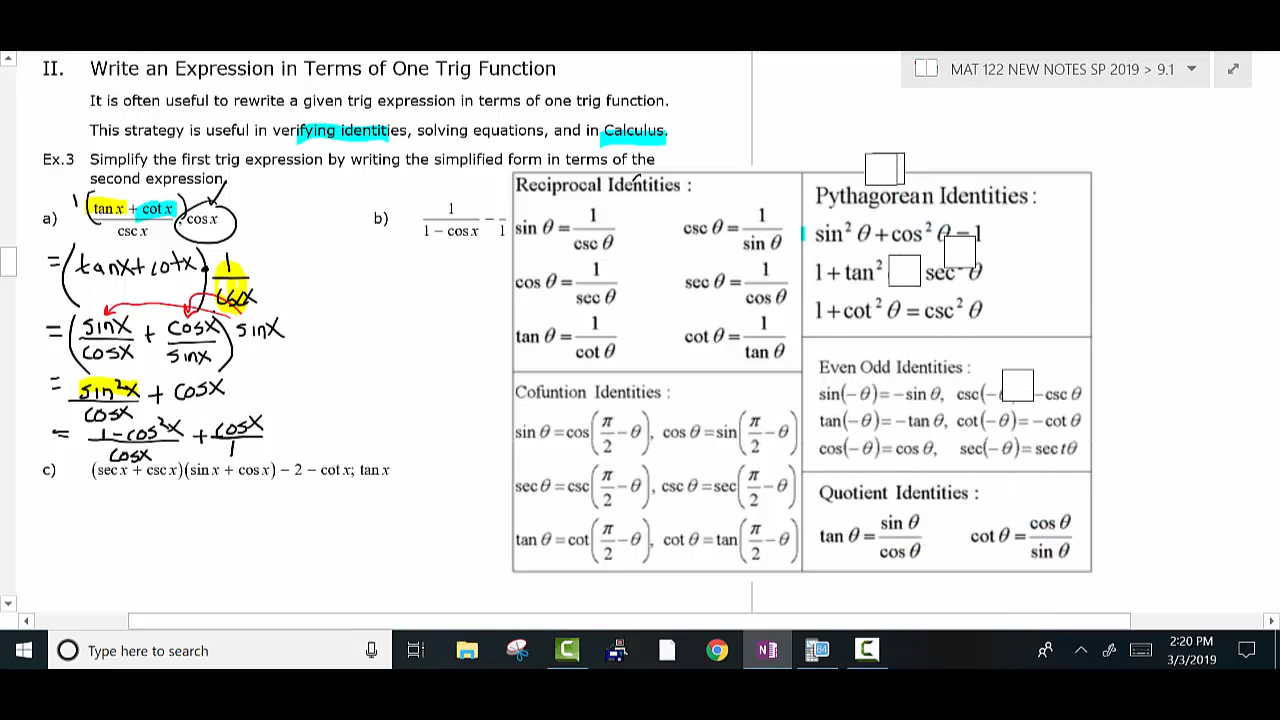 II. Write an Expression in Terms of One Trig Function
MAT 122 NEW NOTES SP 2019 > 9.1
It is often useful to rewrite a given trig expression in terms of one trig function.
This strategy is useful in verifying identities, solving equations, and in Calculus.
Ex.3 Simplify the first trig expression by writing the simplified form in terms of the
second expression.
a) (tan x + cot x)/csc x ; cos x
= (tanx + cotx) · 1/cscx
= (sinx/cosx + cosx/sinx) sinx
= sin²x/cosx + cosx
= 1-cos²x/cosx + cosx/1
b) 1/(1 − cos x) − 1
c) (sec x + csc x)(sin x + cos x) − 2 − cot x; tan x
Reciprocal Identities :
sin θ = 1/csc θ csc θ = 1/sin θ
cos θ = 1/sec θ sec θ = 1/cos θ
tan θ = 1/cot θ cot θ = 1/tan θ
Cofuntion Identities :
sin θ = cos(π/2 − θ), cos θ = sin(π/2 − θ)
sec θ = csc(π/2 − θ), csc θ = sec(π/2 − θ)
tan θ = cot(π/2 − θ), cot θ = tan(π/2 − θ)
Pythagorean Identities :
sin² θ + cos² θ = 1
1 + tan² sec θ
1 + cot² θ = csc² θ
Even Odd Identities :
sin(−θ) = −sin θ, csc(− −csc θ
tan(−θ) = −tan θ, cot(−θ) = −cot θ
cos(−θ) = cos θ, sec(−θ) = sec tθ
Quotient Identities :
tan θ = sin θ/cos θ cot θ = cos θ/sin θ
Type here to search
2:20 PM
3/3/2019